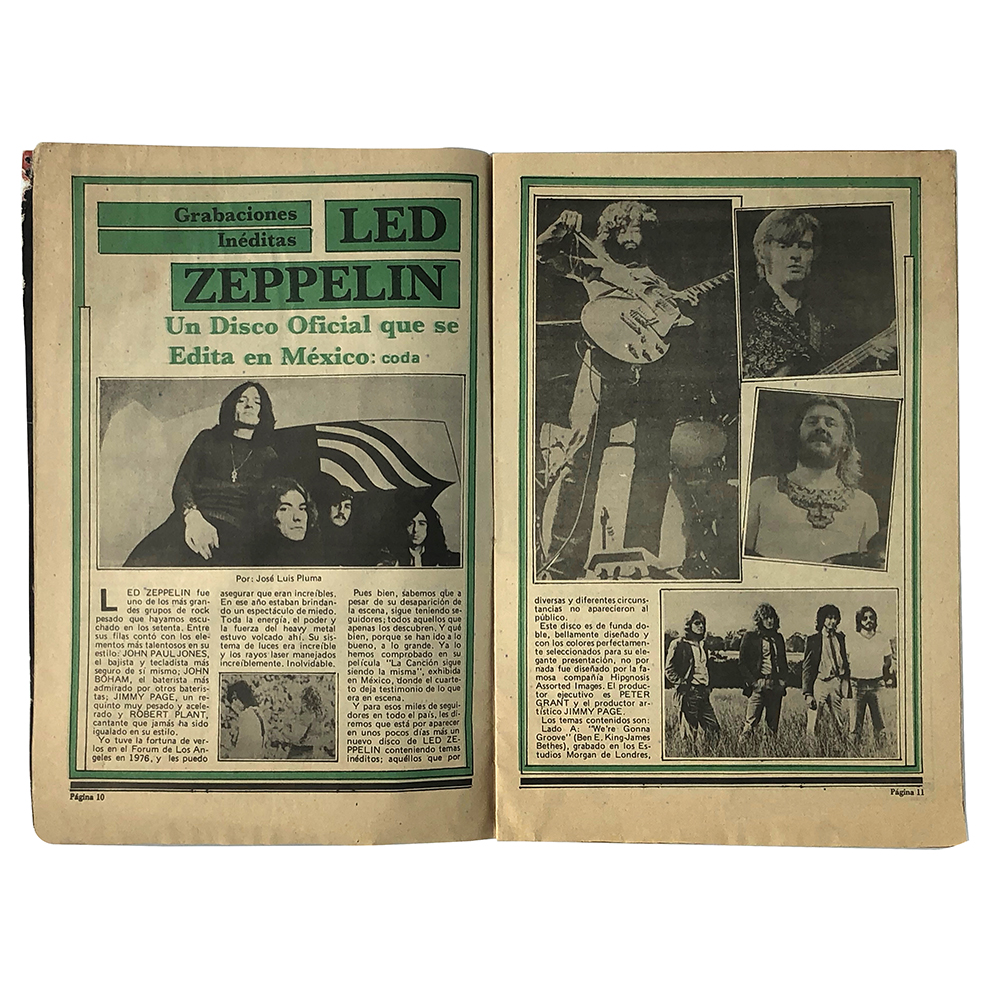 Grabaciones
Inéditas
LED
ZEPPELIN
Un Disco Oficial que se
Edita en México: coda
Por: José Luis Pluma
LED ZEPPELIN fue
uno de los más gran-
des grupos de rock
pesado que hayamos escu-
chado en los setenta. Entre
sus filas contó con los ele-
mentos más talentosos en su
estilo: JOHN PAUL JONES,
el bajista y tecladista más
seguro de sí mismo; JOHN
BOHAM, el baterista más
admirado por otros bateris-
tas; JIMMY PAGE, un re-
quinto muy pesado y acele-
rado y ROBERT PLANT,
cantante que jamás ha sido
igualado en su estilo.
Yo tuve la fortuna de ver-
los en el Forum de Los An-
geles en 1976, y les puedo
asegurar que eran increíbles.
En ese año estaban brindan-
do un espectáculo de miedo.
Toda la energía, el poder y
la fuerza del heavy metal
estuvo volcado ahí. Su sis-
tema de luces era increíble
y los rayos laser manejados
increíblemente. Inolvidable.
Pues bien, sabemos que a
pesar de su desaparición de
la escena, sigue teniendo se-
guidores; todos aquellos que
apenas los descubren. Y qué
bien, porque se han ido a lo
bueno, a lo grande. Ya lo
hemos comprobado en su
película "La Canción sigue
siendo la misma", exhibida
en México, donde el cuarte-
to deja testimonio de lo que
era en escena.
Y para esos miles de segui-
dores en todo el país, les di-
remos que está por aparecer
en unos pocos días más un
nuevo disco de LED ZE-
PPELIN conteniendo temas
inéditos; aquéllos que por
Página 10
diversas y diferentes circuns-
tancias no aparecieron al
público.
Este disco es de funda do-
ble, bellamente diseñado y
con los colores perfectamen-
te seleccionados para su ele-
gante presentación, no por
nada fue diseñado por la fa-
mosa compañía Hipgnosis
Assorted Images. El produc-
tor ejecutivo es PETER
GRANT y el productor ar-
tístico JIMMY PAGE.
Los temas contenidos son:
Lado A: "We're Gonna
Groove" (Ben E, King-James
Bethes), grabado en los Es-
tudios Morgan de Londres,
Página 11